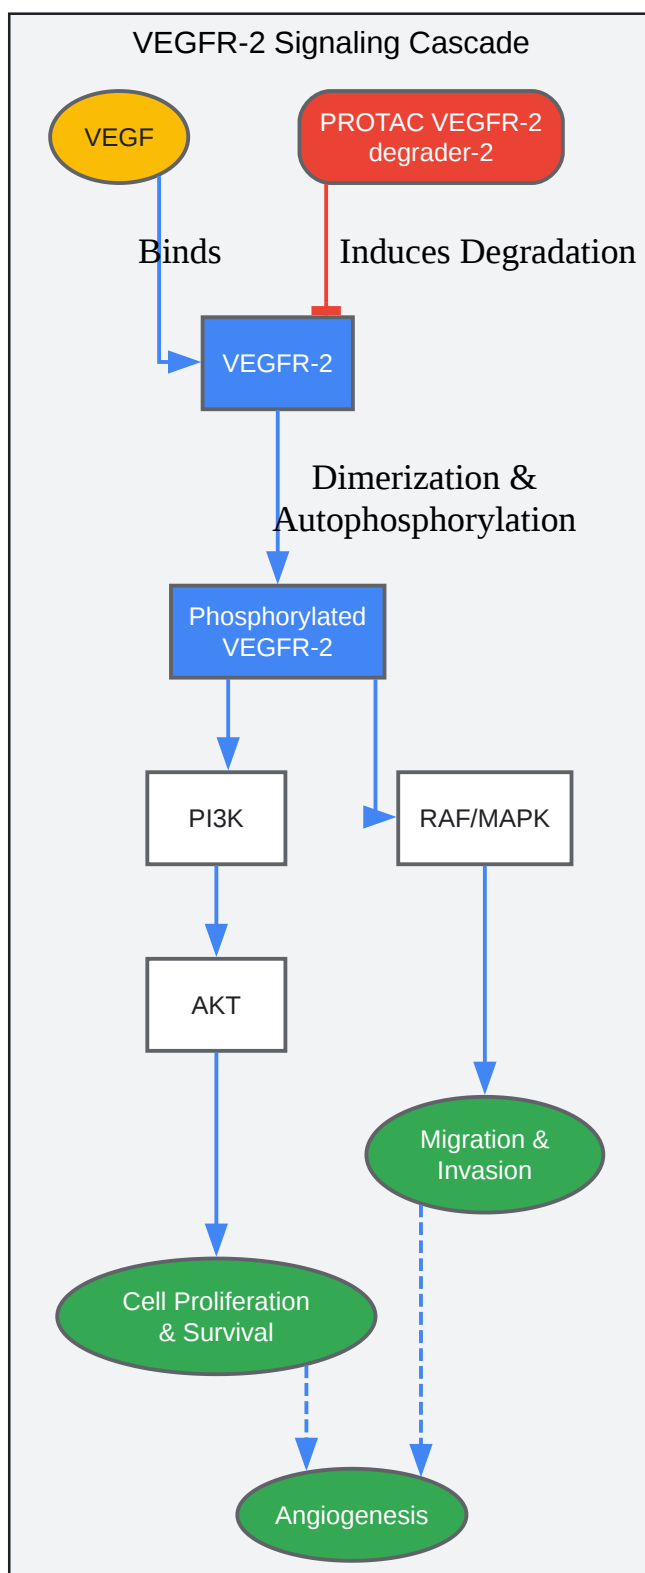 VEGFR-2 Signaling Cascade
VEGF
PROTAC VEGFR-2
degrader-2
Binds
Induces Degradation
VEGFR-2
Dimerization &
Autophosphorylation
Phosphorylated
VEGFR-2
PI3K
RAF/MAPK
AKT
Migration &
Invasion
Cell Proliferation
& Survival
Angiogenesis